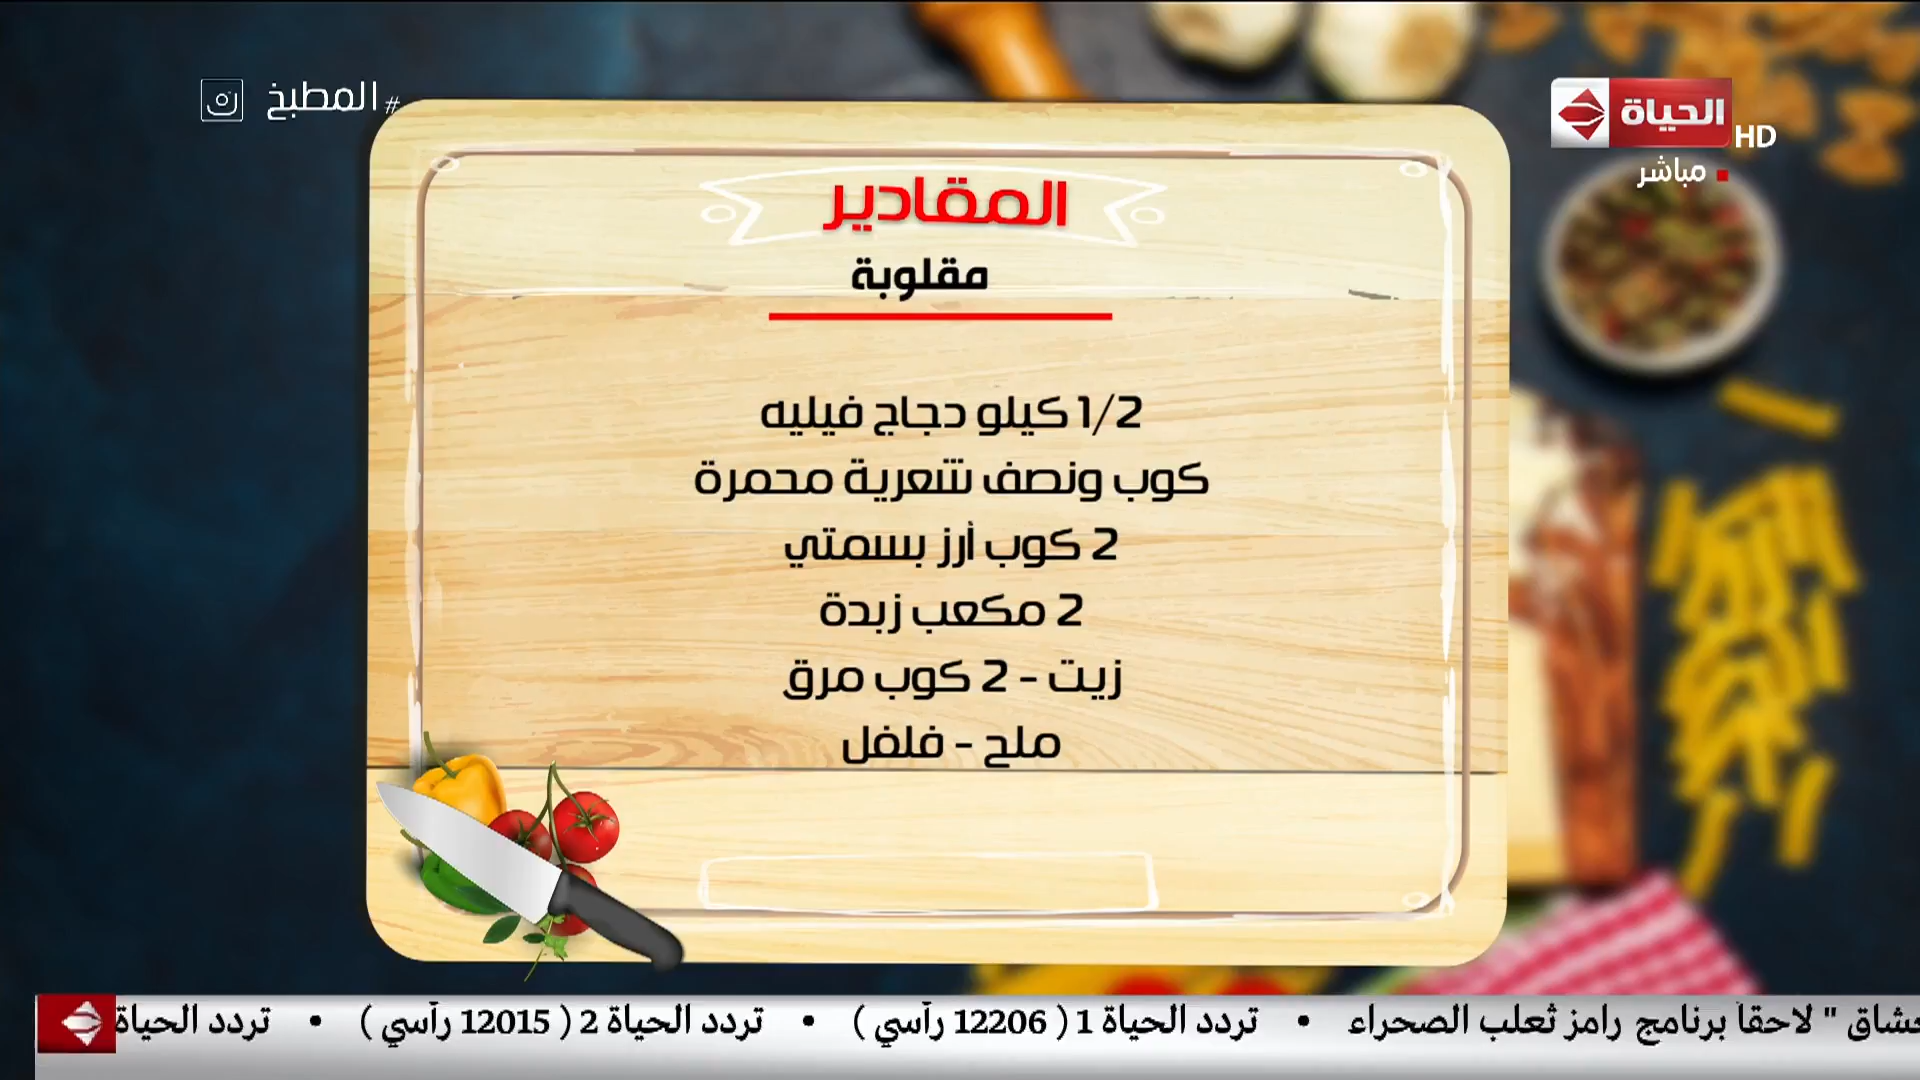 #المطبخ
الحياة
HD
مباشر
المقادير
مقلوبة
1/2 كيلو دجاج فيليه
كوب ونصف شعرية محمرة
2 كوب أرز بسمتي
2 مكعب زبدة
زيت - 2 كوب مرق
ملح - فلفل
" لاحقاً برنامج رامز ثعلب الصحراء • تردد الحياة 1 ( 12206 رأسي ) • تردد الحياة 2 ( 12015 رأسي ) • تردد الحياة